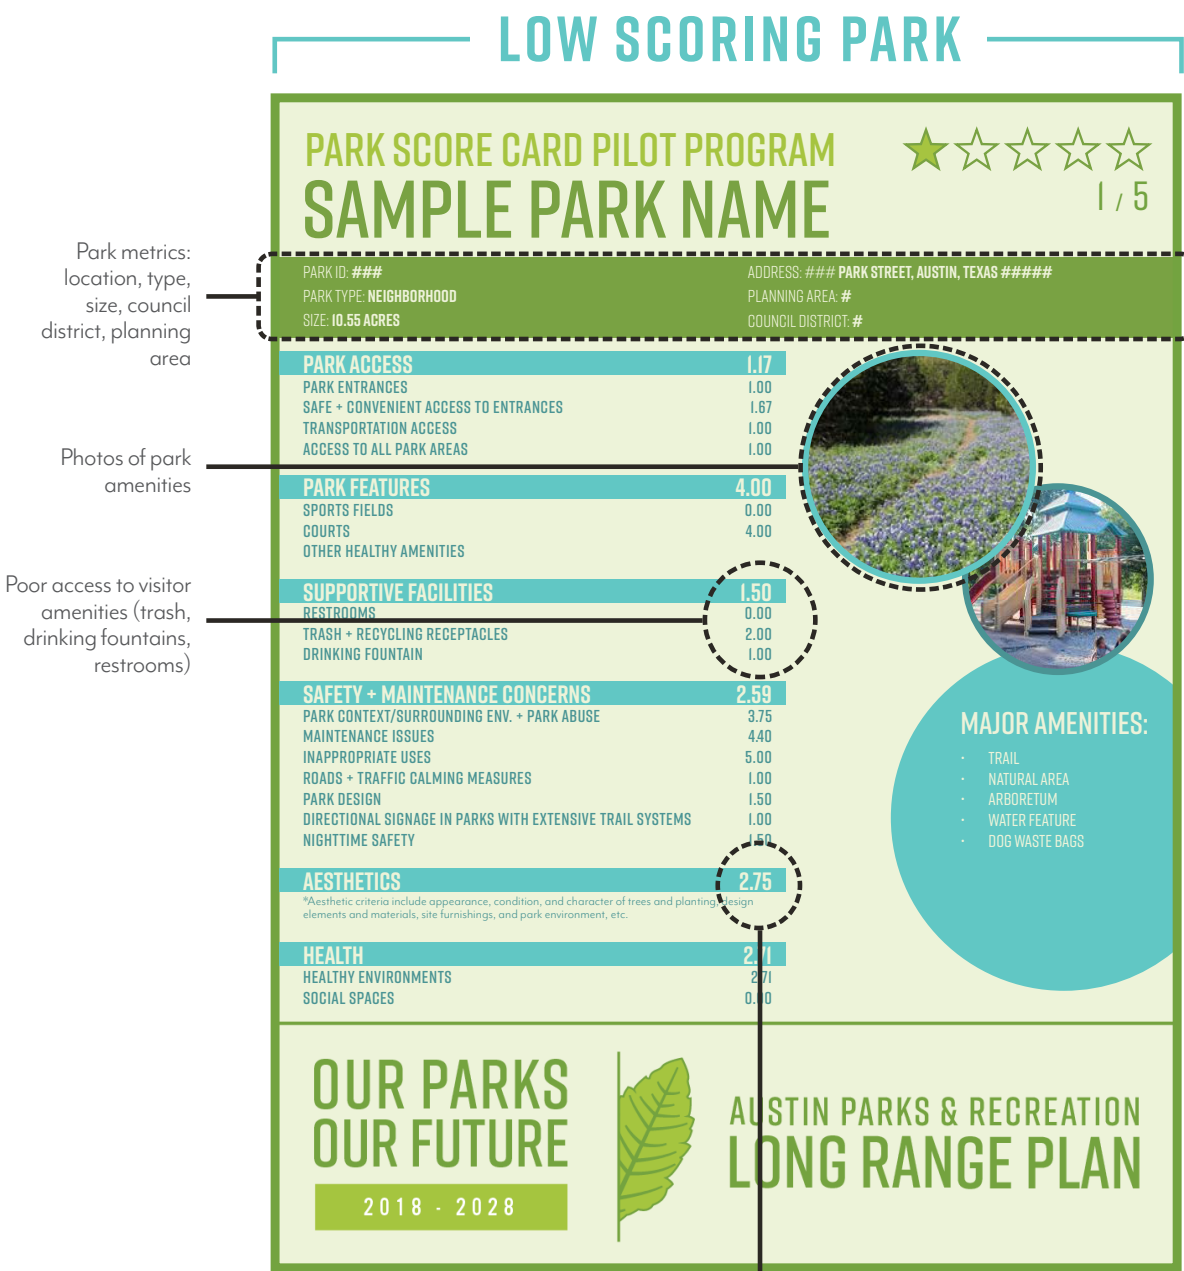 LOW SCORING PARK
PARK SCORE CARD PILOT PROGRAM
SAMPLE PARK NAME
1 / 5
Park metrics:
location, type,
size, council
district, planning
area
PARK ID: ###
PARK TYPE: NEIGHBORHOOD
SIZE: 10.55 ACRES
ADDRESS: ### PARK STREET, AUSTIN, TEXAS #####
PLANNING AREA: #
COUNCIL DISTRICT: #
PARK ACCESS 1.17
PARK ENTRANCES 1.00
SAFE + CONVENIENT ACCESS TO ENTRANCES 1.67
TRANSPORTATION ACCESS 1.00
ACCESS TO ALL PARK AREAS 1.00
Photos of park
amenities
PARK FEATURES 4.00
SPORTS FIELDS 0.00
COURTS 4.00
OTHER HEALTHY AMENITIES
Poor access to visitor
amenities (trash,
drinking fountains,
restrooms)
SUPPORTIVE FACILITIES 1.50
RESTROOMS 0.00
TRASH + RECYCLING RECEPTACLES 2.00
DRINKING FOUNTAIN 1.00
SAFETY + MAINTENANCE CONCERNS 2.59
PARK CONTEXT/SURROUNDING ENV. + PARK ABUSE 3.75
MAINTENANCE ISSUES 4.40
INAPPROPRIATE USES 5.00
ROADS + TRAFFIC CALMING MEASURES 1.00
PARK DESIGN 1.50
DIRECTIONAL SIGNAGE IN PARKS WITH EXTENSIVE TRAIL SYSTEMS 1.00
NIGHTTIME SAFETY 1.50
AESTHETICS 2.75
*Aesthetic criteria include appearance, condition, and character of trees and planting, design
elements and materials, site furnishings, and park environment, etc.
HEALTH 2.71
HEALTHY ENVIRONMENTS 2.71
SOCIAL SPACES 0.00
MAJOR AMENITIES:
· TRAIL
· NATURAL AREA
· ARBORETUM
· WATER FEATURE
· DOG WASTE BAGS
OUR PARKS
OUR FUTURE
2018 - 2028
AUSTIN PARKS & RECREATION
LONG RANGE PLAN